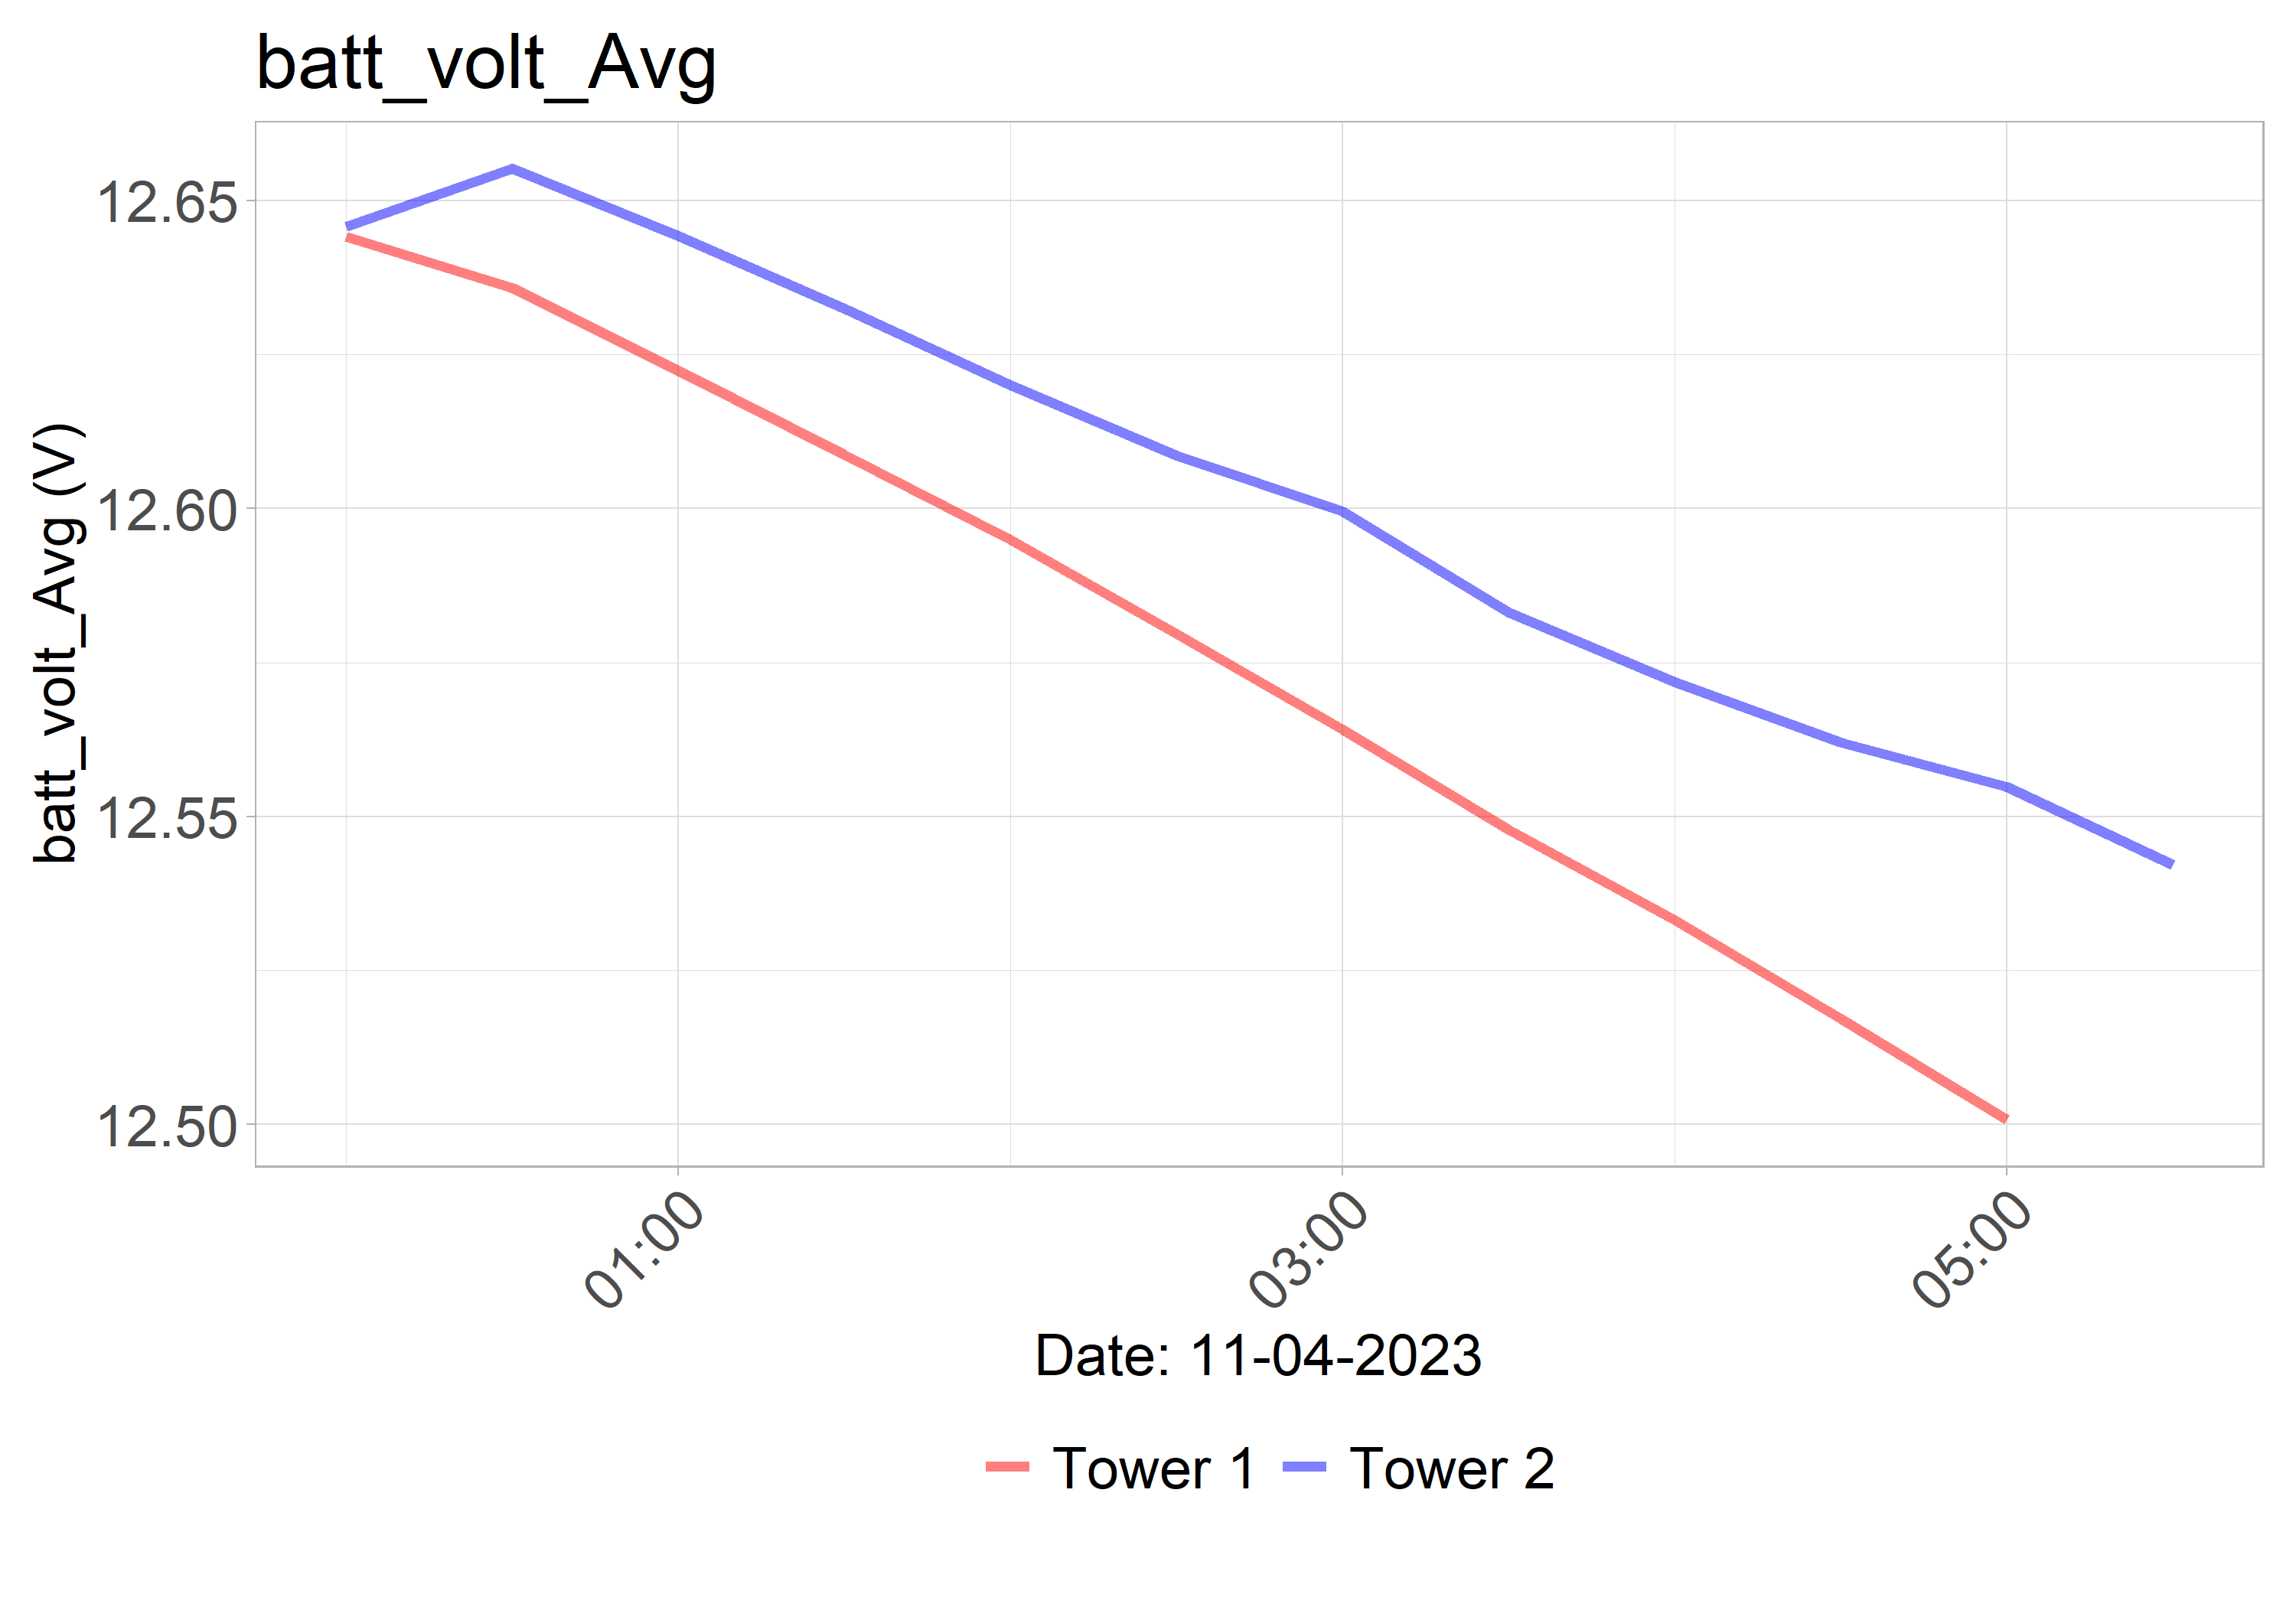 batt_volt_Avg
batt_volt_Avg (V)
12.65
12.60
12.55
12.50
01:00
03:00
05:00
Date: 11-04-2023
Tower 1
Tower 2